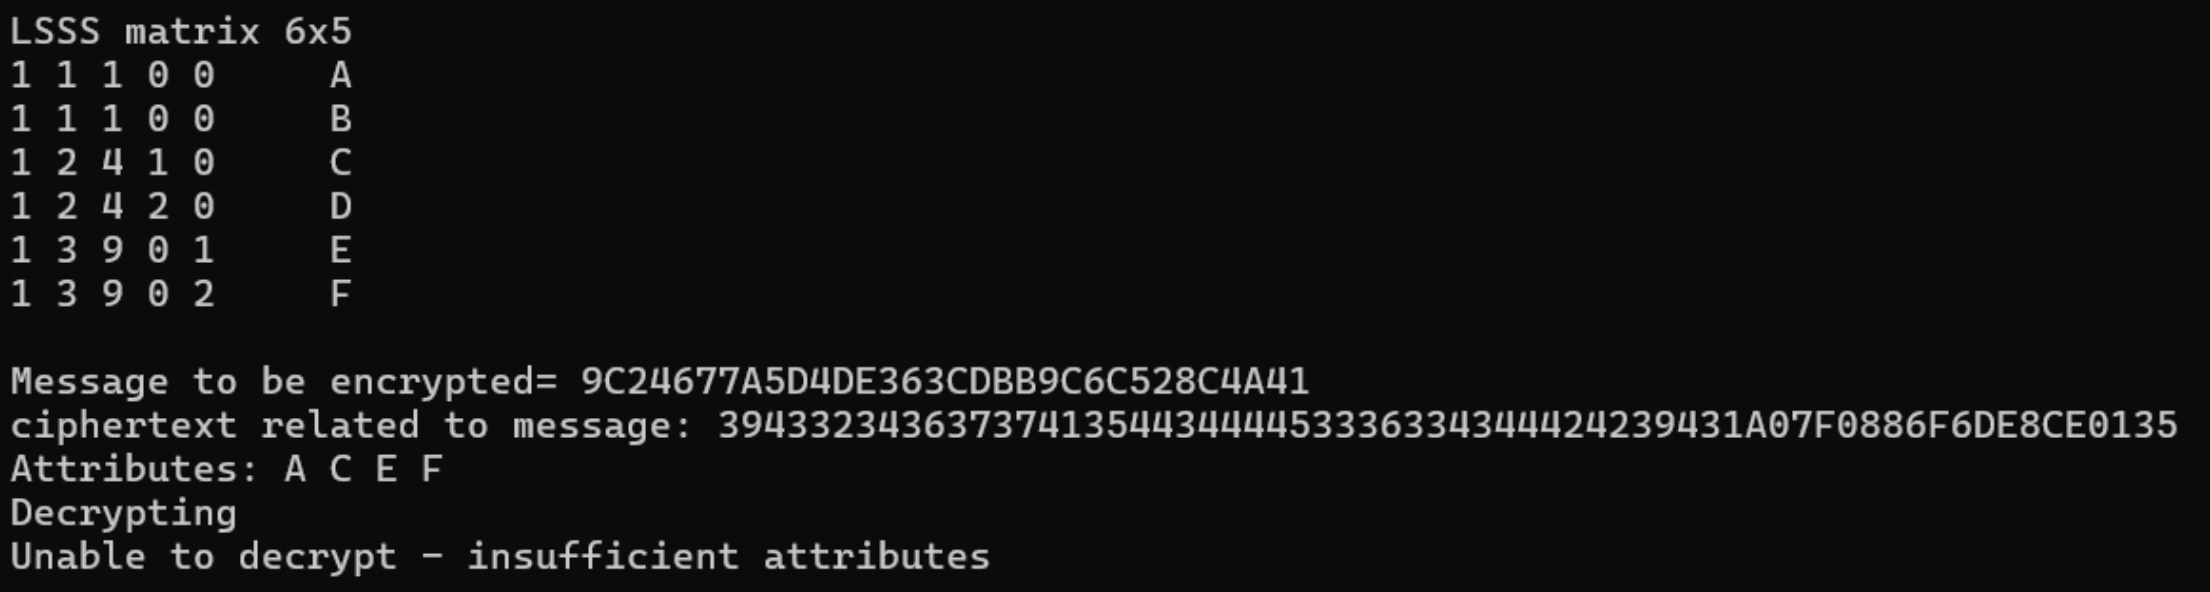 LSSS matrix 6x5
1 1 1 0 0     A
1 1 1 0 0     B
1 2 4 1 0     C
1 2 4 2 0     D
1 3 9 0 1     E
1 3 9 0 2     F
Message to be encrypted= 9C24677A5D4DE363CDBB9C6C528C4A41
ciphertext related to message: 394332343637374135443444453336334344424239431A07F0886F6DE8CE0135
Attributes: A C E F
Decrypting
Unable to decrypt - insufficient attributes